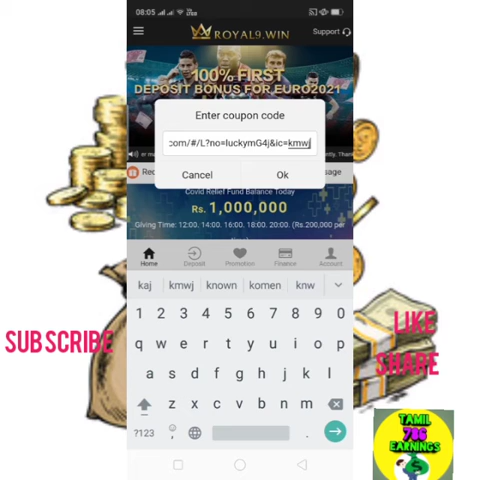 08:05
ROYAL9.WIN
Support
100% FIRST
DEPOSIT BONUS FOR EURO2021
Enter coupon code
:om/#/L?no=luckymG4j&ic=kmwj
Cancel
Ok
Covid Relief Fund Balance Today
Rs. 1,000,000
Giving Time: 12:00. 14:00. 16:00. 18:00. 20:00. (Rs.200,000 per
Home
Deposit
Promotion
Finance
Account
kaj
kmwj
known
komen
knw
1 2 3 4 5 6 7 8 9 0
q w e r t y u i o p
a s d f g h j k l
z x c v b n m
?123
,
.
SUBSCRIBE
LIKE
SHARE
TAMIL
786
EARNINGS